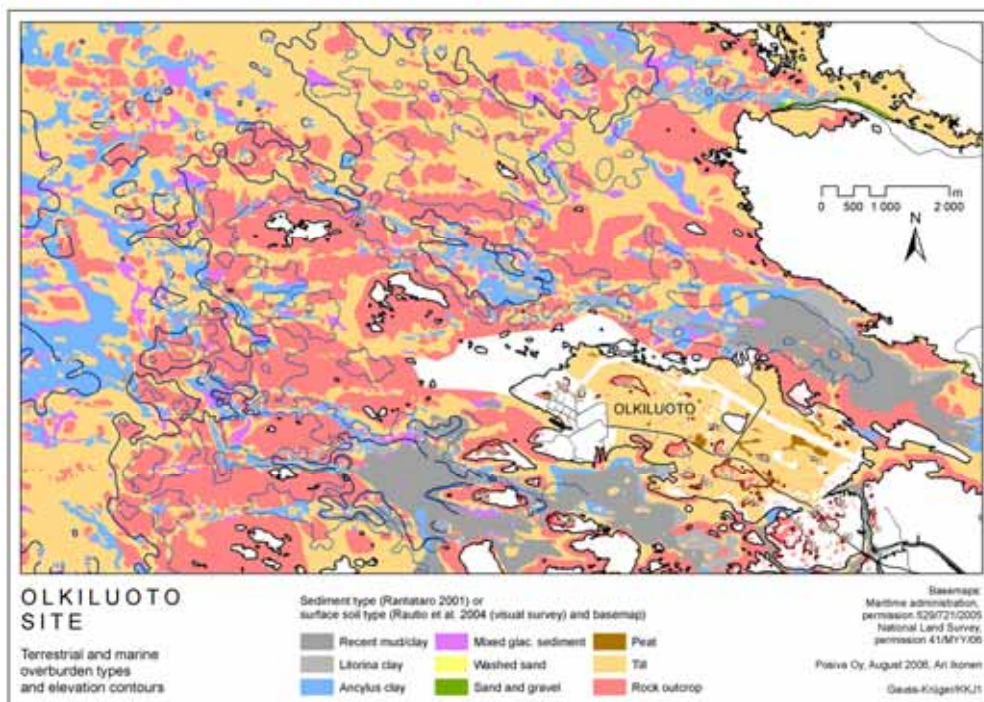 m
0 500 1 000 2 000
N
OLKILUOTO
OLKILUOTO
SITE
Terrestrial and marine
overburden types
and elevation contours
Sediment type (Rantataro 2001) or
surface soil type (Rautio et al. 2004 (visual survey) and basemap)
Recent mud/clay
Litorina clay
Ancylus clay
Mixed glac. sediment
Washed sand
Sand and gravel
Peat
Till
Rock outcrop
Basemaps:
Maritime administration,
permission 529/721/2005
National Land Survey,
permission 41/MYY/06
Posiva Oy, August 2006, Ari Ikonen
Gauss-Krüger/KKJ1